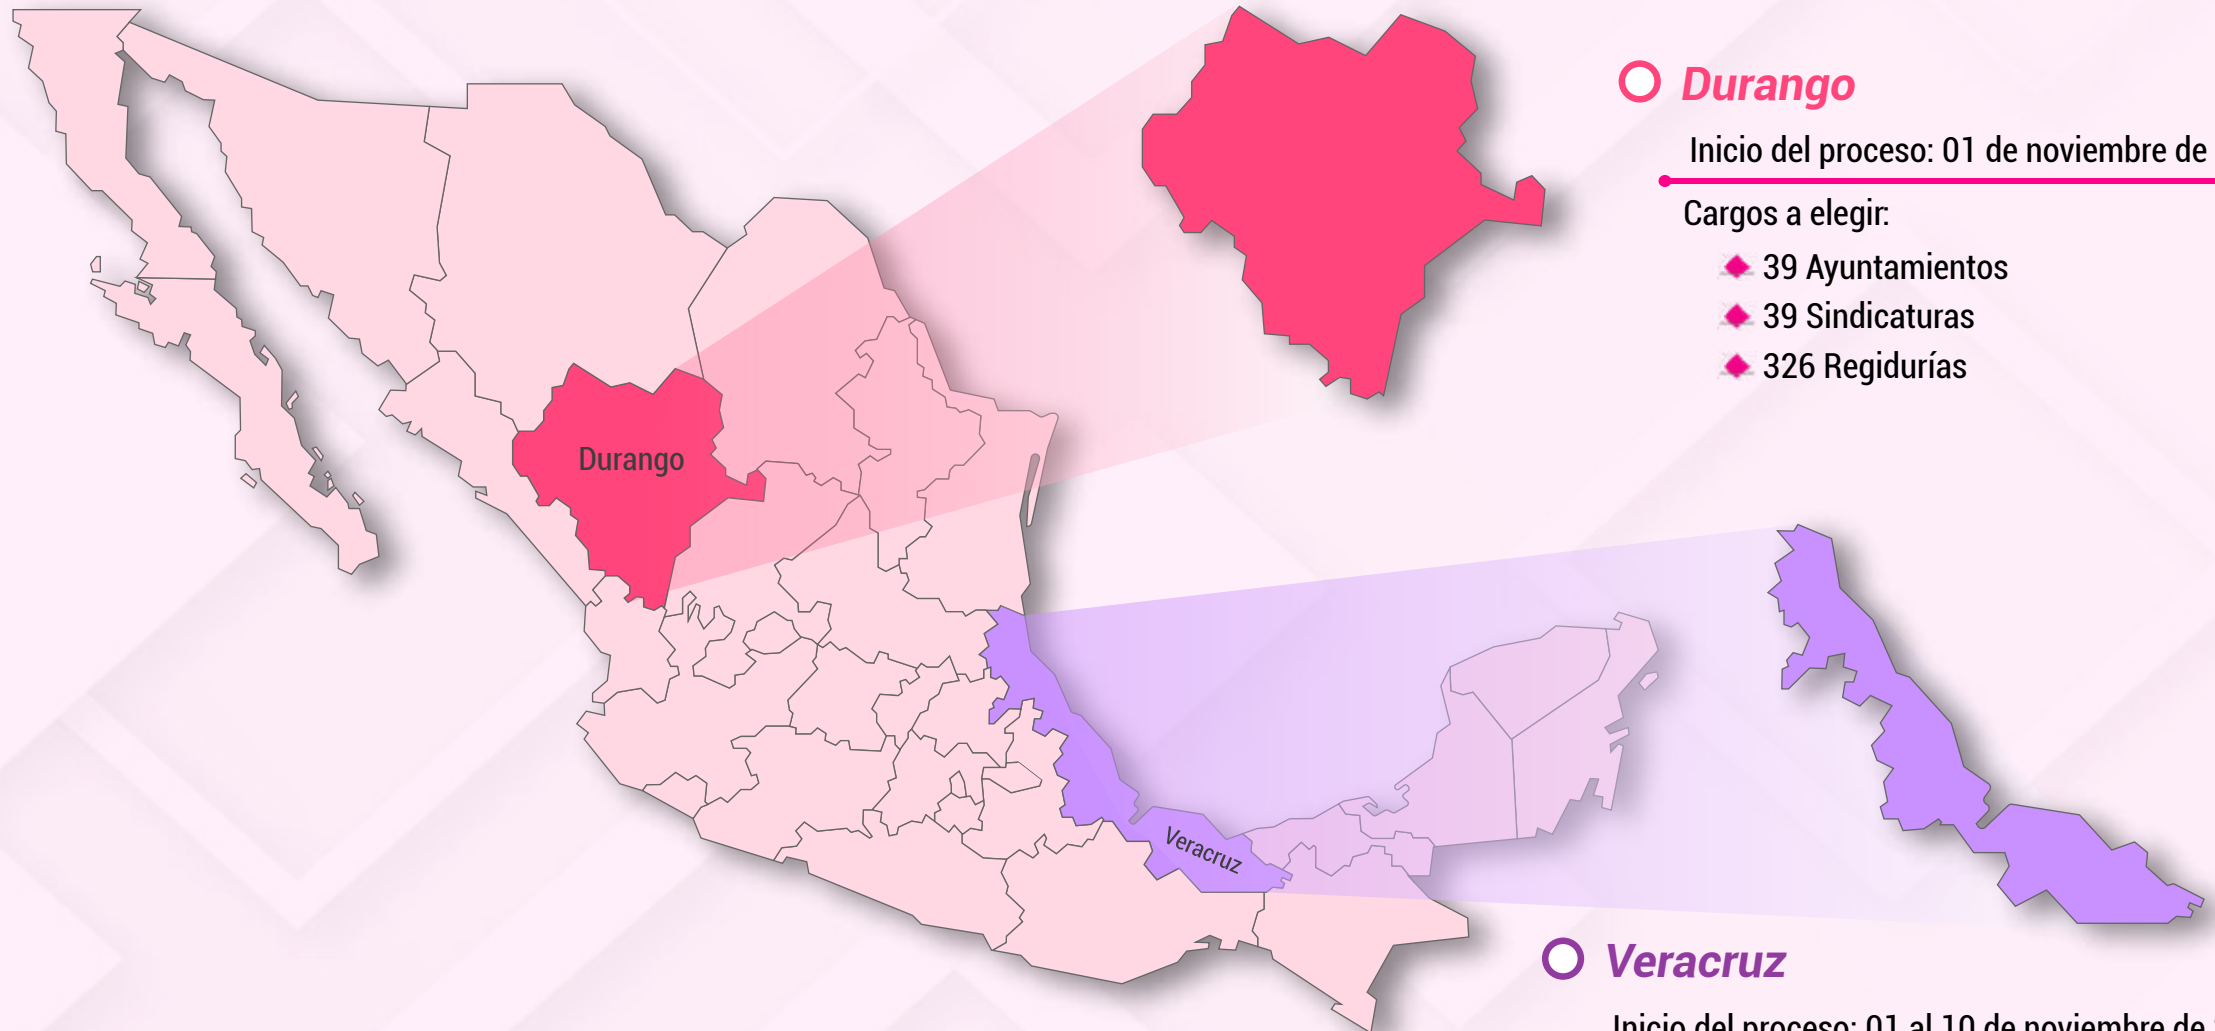 Durango
Inicio del proceso: 01 de noviembre de
Cargos a elegir:
39 Ayuntamientos
39 Sindicaturas
326 Regidurías
Durango
Veracruz
Veracruz
Inicio del proceso: 01 al 10 de noviembre de